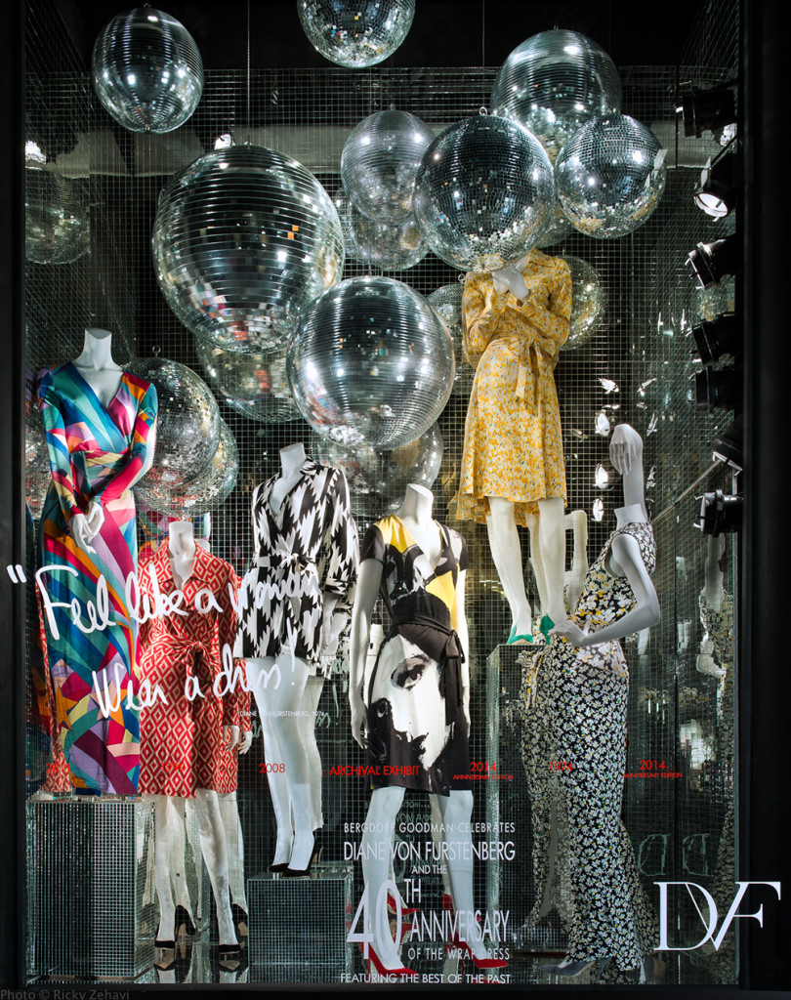 "Feel like a woman
Wear a dress!
DIANE VON FURSTENBERG, 1974
2008
ARCHIVAL EXHIBIT
2014
ANNIVERSARY EDITION
1974
2014
ANNIVERSARY EDITION
BERGDORF GOODMAN CELEBRATES
DIANE VON FURSTENBERG
AND THE
40TH
ANNIVERSARY
OF THE WRAP DRESS
FEATURING THE BEST OF THE PAST
DVF
Photo © Ricky Zehavi